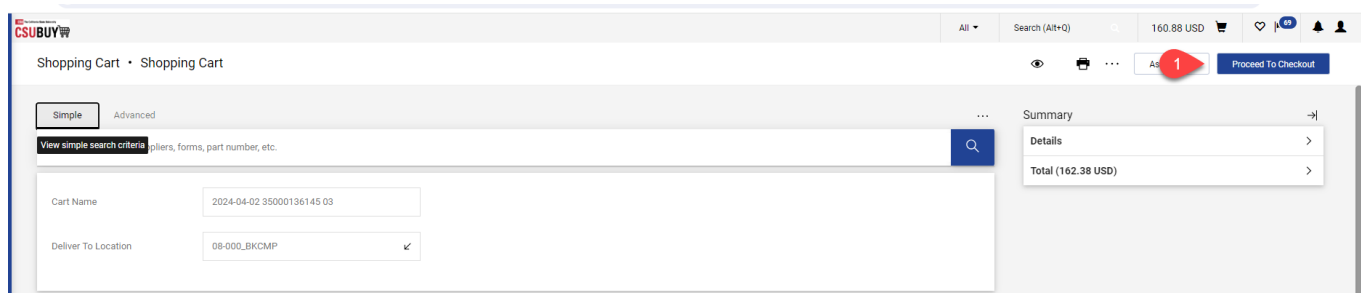 CSUBUY
All
Search (Alt+Q)
160.88 USD
69
Shopping Cart • Shopping Cart
As
1
Proceed To Checkout
Simple
Advanced
...
Summary
View simple search criteria
ppliers, forms, part number, etc.
Details
Total (162.38 USD)
Cart Name
2024-04-02 35000136145 03
Deliver To Location
08-000_BKCMP